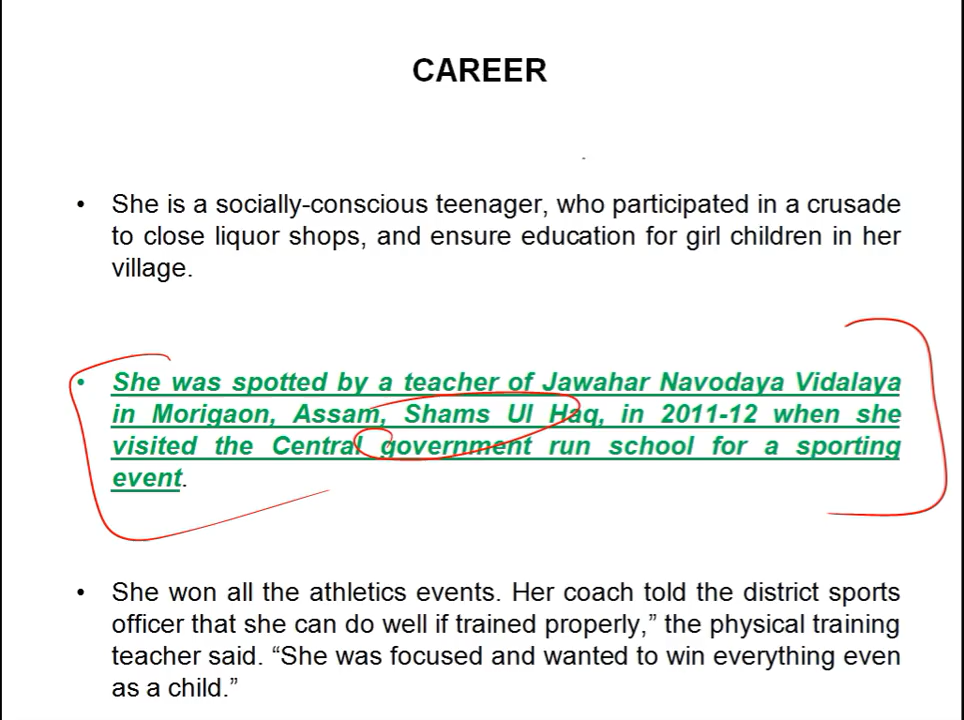 CAREER
• She is a socially-conscious teenager, who participated in a crusade
to close liquor shops, and ensure education for girl children in her
village.
• She was spotted by a teacher of Jawahar Navodaya Vidalaya
in Morigaon, Assam, Shams Ul Haq, in 2011-12 when she
visited the Central government run school for a sporting
event.
• She won all the athletics events. Her coach told the district sports
officer that she can do well if trained properly,” the physical training
teacher said. “She was focused and wanted to win everything even
as a child.”